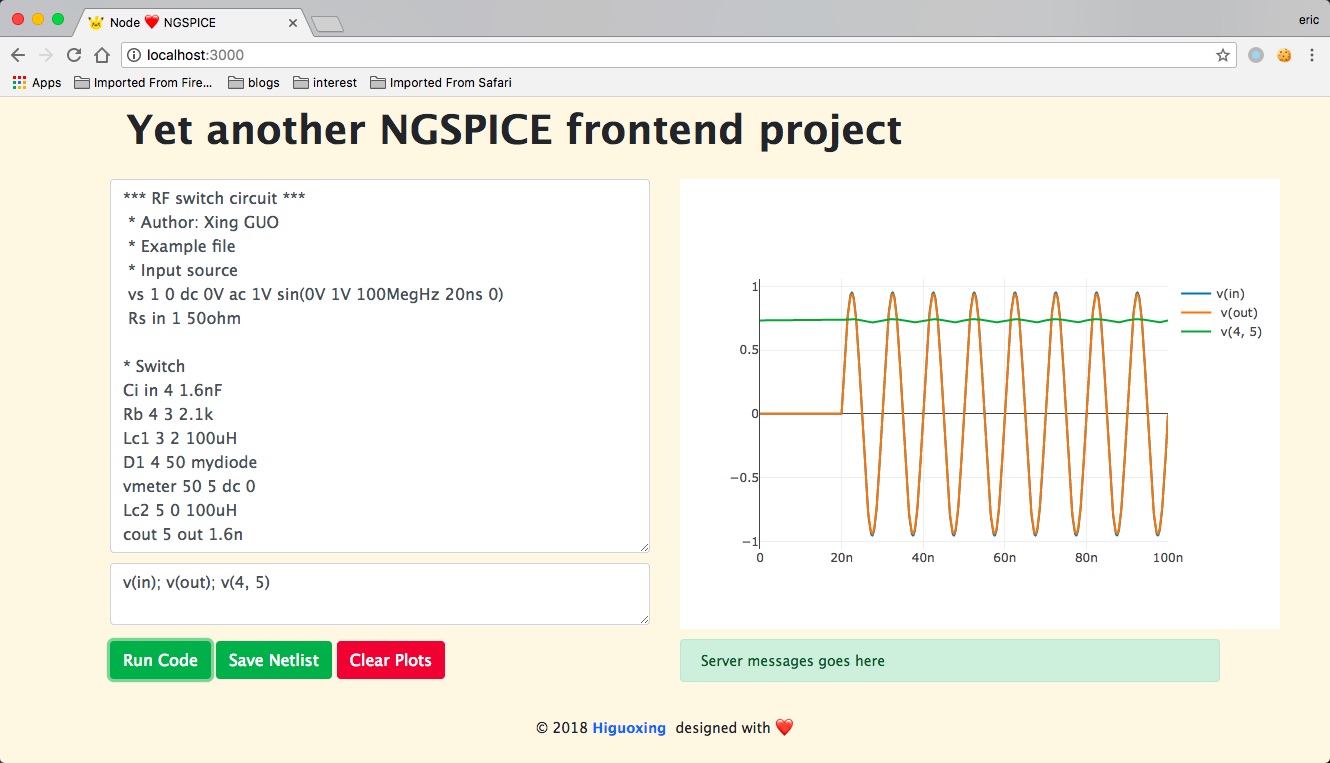 Node ❤️ NGSPICE
eric
localhost:3000
Apps Imported From Fire... blogs interest Imported From Safari
Yet another NGSPICE frontend project
*** RF switch circuit ***
* Author: Xing GUO
* Example file
* Input source
vs 1 0 dc 0V ac 1V sin(0V 1V 100MegHz 20ns 0)
Rs in 1 50ohm
* Switch
Ci in 4 1.6nF
Rb 4 3 2.1k
Lc1 3 2 100uH
D1 4 50 mydiode
vmeter 50 5 dc 0
Lc2 5 0 100uH
cout 5 out 1.6n
v(in); v(out); v(4, 5)
Run Code Save Netlist Clear Plots
1
0.5
0
−0.5
−1
0 20n 40n 60n 80n 100n
v(in)
v(out)
v(4, 5)
Server messages goes here
© 2018 Higuoxing designed with ❤️